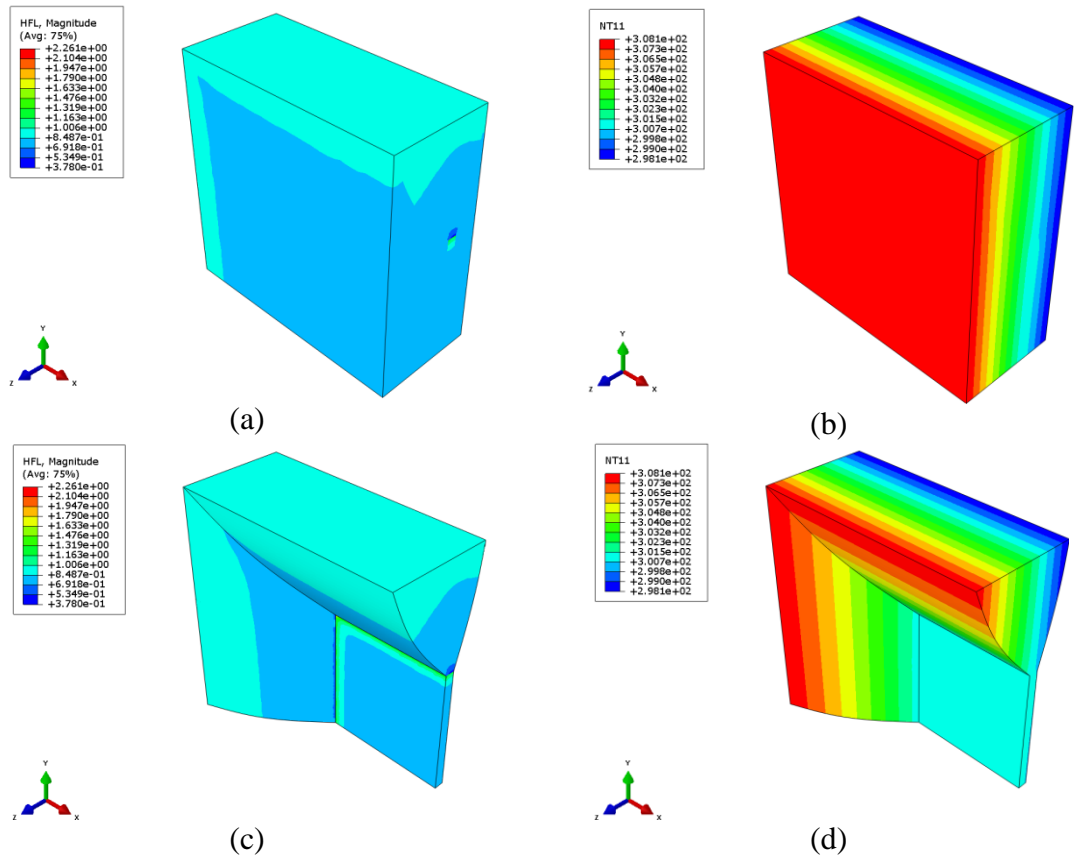 HFL, Magnitude
(Avg: 75%)
+2.261e+00
+2.104e+00
+1.947e+00
+1.790e+00
+1.633e+00
+1.476e+00
+1.319e+00
+1.163e+00
+1.006e+00
+8.487e-01
+6.918e-01
+5.349e-01
+3.780e-01
Y
Z X
(a)
NT11
+3.081e+02
+3.073e+02
+3.065e+02
+3.057e+02
+3.048e+02
+3.040e+02
+3.032e+02
+3.023e+02
+3.015e+02
+3.007e+02
+2.998e+02
+2.990e+02
+2.981e+02
Y
Z X
(b)
HFL, Magnitude
(Avg: 75%)
+2.261e+00
+2.104e+00
+1.947e+00
+1.790e+00
+1.633e+00
+1.476e+00
+1.319e+00
+1.163e+00
+1.006e+00
+8.487e-01
+6.918e-01
+5.349e-01
+3.780e-01
Y
Z X
(c)
NT11
+3.081e+02
+3.073e+02
+3.065e+02
+3.057e+02
+3.048e+02
+3.040e+02
+3.032e+02
+3.023e+02
+3.015e+02
+3.007e+02
+2.998e+02
+2.990e+02
+2.981e+02
Y
Z X
(d)